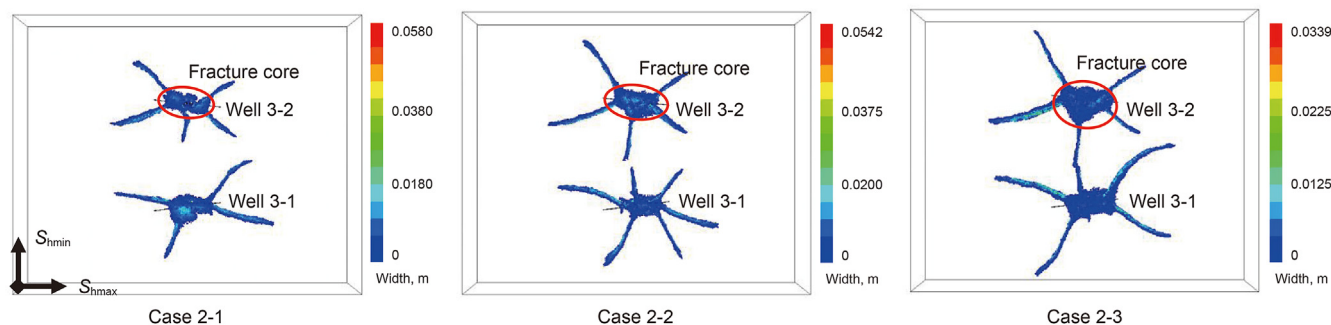 0.0580
0.0380
0.0180
0
Width, m
Fracture core
Well 3-2
Well 3-1
Shmin
Shmax
Case 2-1
0.0542
0.0375
0.0200
0
Width, m
Fracture core
Well 3-2
Well 3-1
Case 2-2
0.0339
0.0225
0.0125
0
Width, m
Fracture core
Well 3-2
Well 3-1
Case 2-3